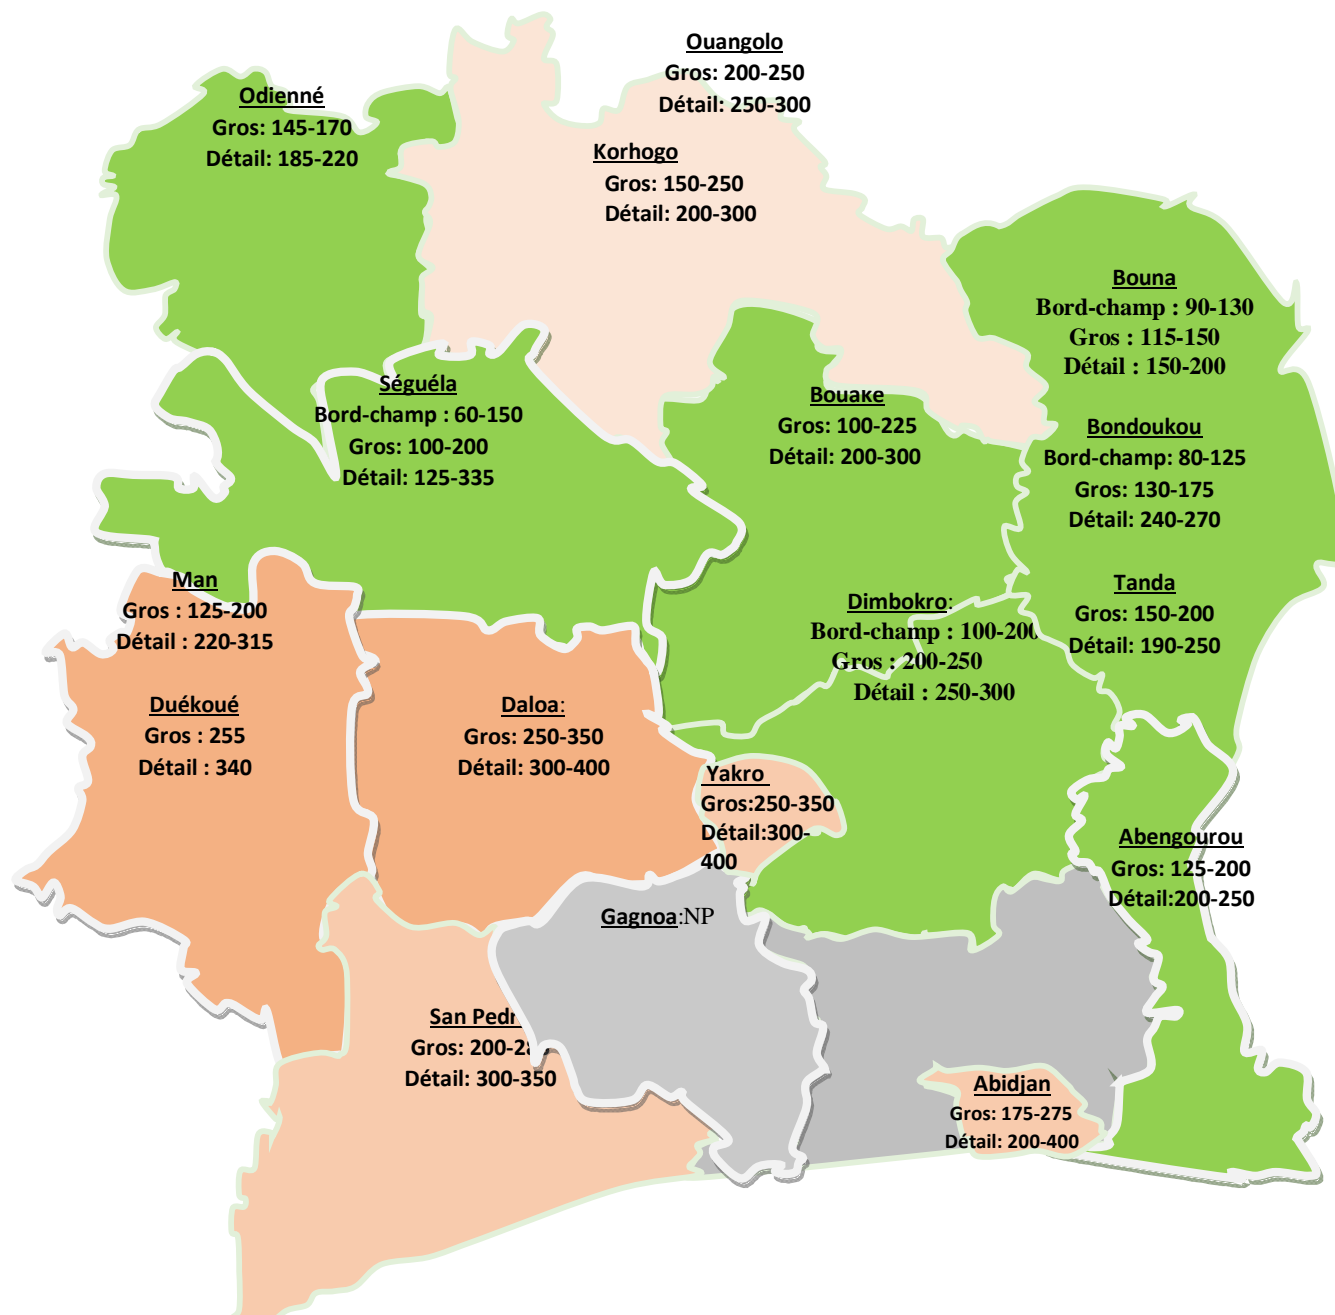 Ouangolo
Gros: 200-250
Détail: 250-300
Odienné
Gros: 145-170
Détail: 185-220
Korhogo
Gros: 150-250
Détail: 200-300
Bouna
Bord-champ : 90-130
Gros : 115-150
Détail : 150-200
Séguéla
Bord-champ : 60-150
Gros: 100-200
Détail: 125-335
Bouake
Gros: 100-225
Détail: 200-300
Bondoukou
Bord-champ: 80-125
Gros: 130-175
Détail: 240-270
Man
Gros : 125-200
Détail : 220-315
Dimbokro:
Bord-champ : 100-200
Gros : 200-250
Détail : 250-300
Tanda
Gros: 150-200
Détail: 190-250
Duékoué
Gros : 255
Détail : 340
Daloa:
Gros: 250-350
Détail: 300-400
Yakro
Gros:250-350
Détail:300-
400
Abengourou
Gros: 125-200
Détail:200-250
Gagnoa:NP
San Pedr
Gros: 200-
Détail: 300-350
Abidjan
Gros: 175-275
Détail: 200-400